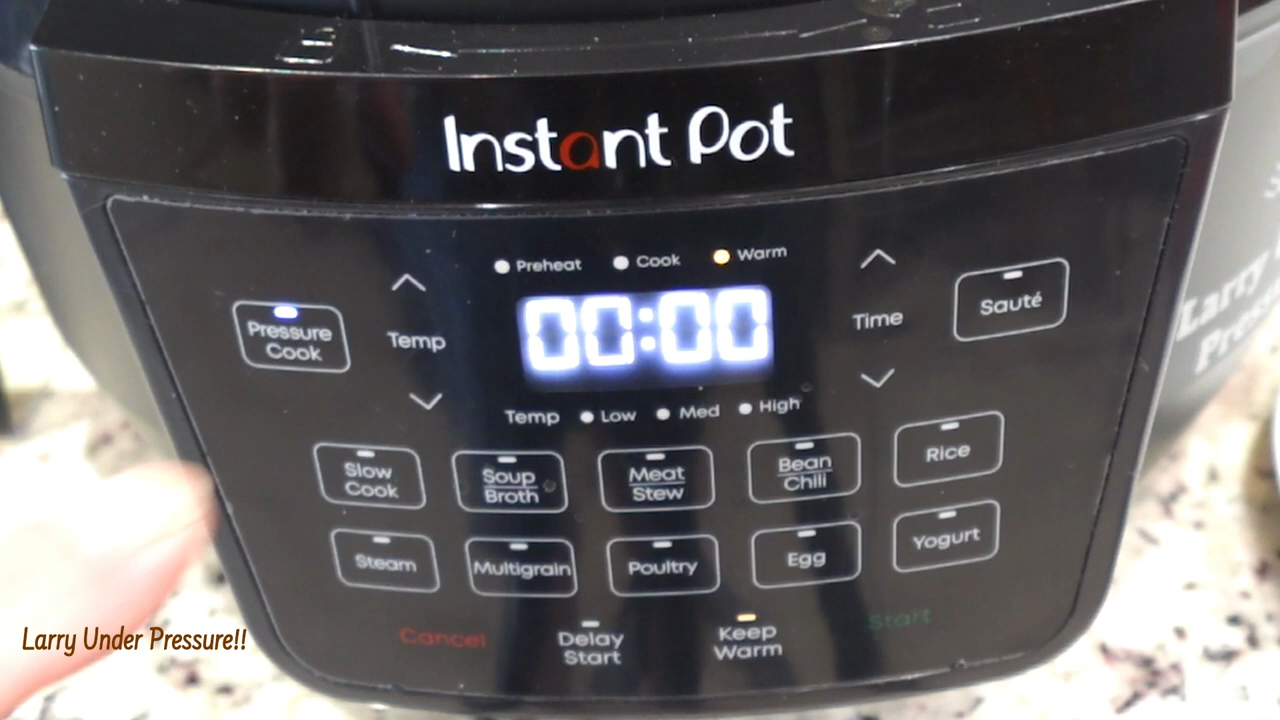 Instant Pot
Preheat
Cook
Warm
00:00
Pressure
Cook
Temp
Time
Sauté
Temp
Low
Med
High
Slow
Cook
Soup
Broth
Meat
Stew
Bean
Chili
Rice
Steam
Multigrain
Poultry
Egg
Yogurt
Cancel
Delay
Start
Keep
Warm
Start
Larry
Larry Under Pressure!!